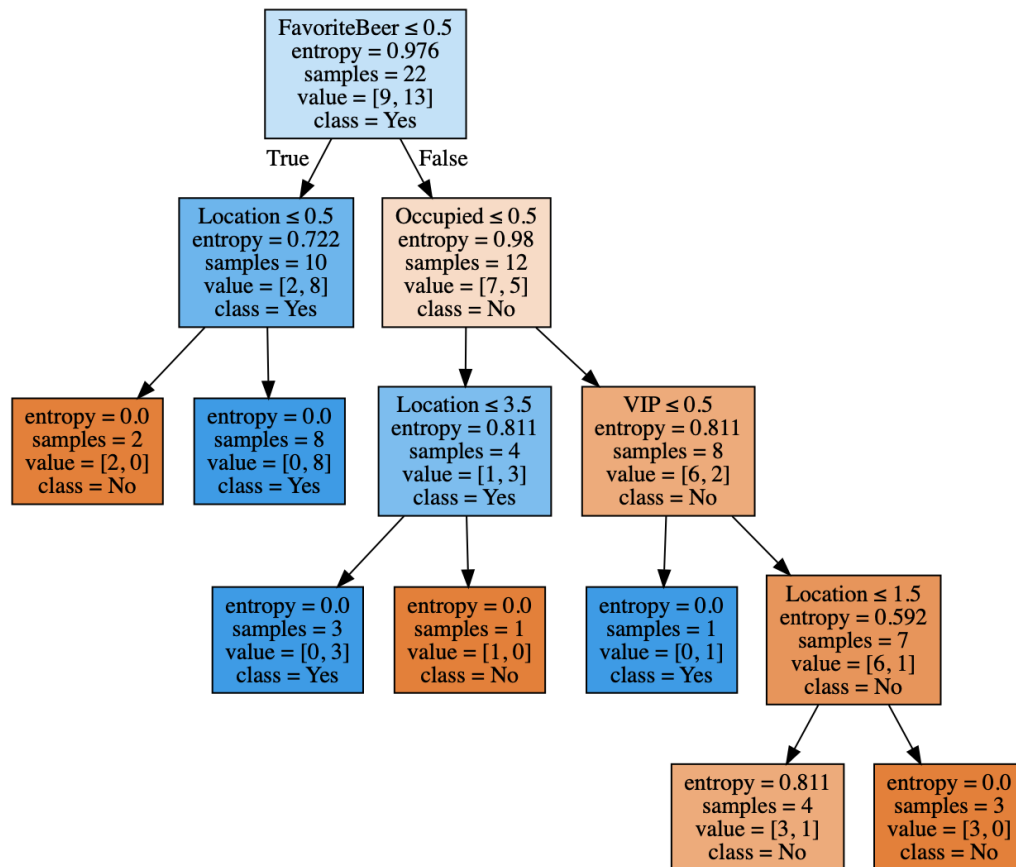 FavoriteBeer ≤ 0.5
entropy = 0.976
samples = 22
value = [9, 13]
class = Yes
True
False
Location ≤ 0.5
entropy = 0.722
samples = 10
value = [2, 8]
class = Yes
Occupied ≤ 0.5
entropy = 0.98
samples = 12
value = [7, 5]
class = No
entropy = 0.0
samples = 2
value = [2, 0]
class = No
entropy = 0.0
samples = 8
value = [0, 8]
class = Yes
Location ≤ 3.5
entropy = 0.811
samples = 4
value = [1, 3]
class = Yes
VIP ≤ 0.5
entropy = 0.811
samples = 8
value = [6, 2]
class = No
entropy = 0.0
samples = 3
value = [0, 3]
class = Yes
entropy = 0.0
samples = 1
value = [1, 0]
class = No
entropy = 0.0
samples = 1
value = [0, 1]
class = Yes
Location ≤ 1.5
entropy = 0.592
samples = 7
value = [6, 1]
class = No
entropy = 0.811
samples = 4
value = [3, 1]
class = No
entropy = 0.0
samples = 3
value = [3, 0]
class = No